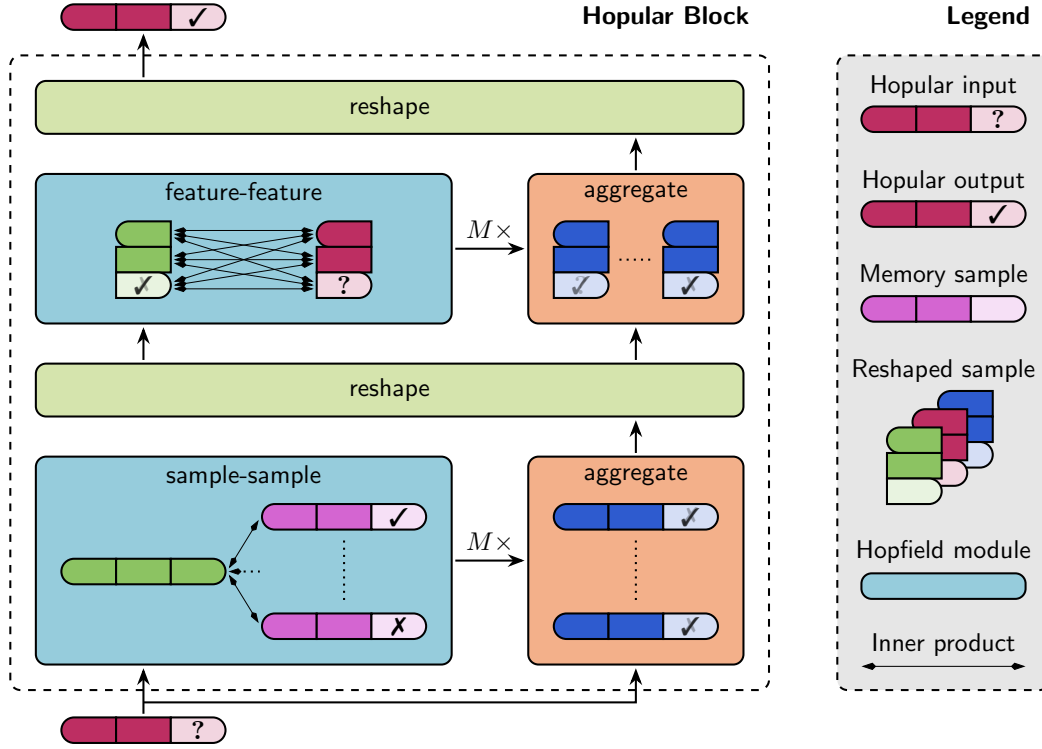 ✓
Hopular Block
reshape
feature-feature
✓
?
M×
aggregate
reshape
sample-sample
✓
✗
M×
aggregate
?
Legend
Hopular input
?
Hopular output
✓
Memory sample
Reshaped sample
Hopfield module
Inner product